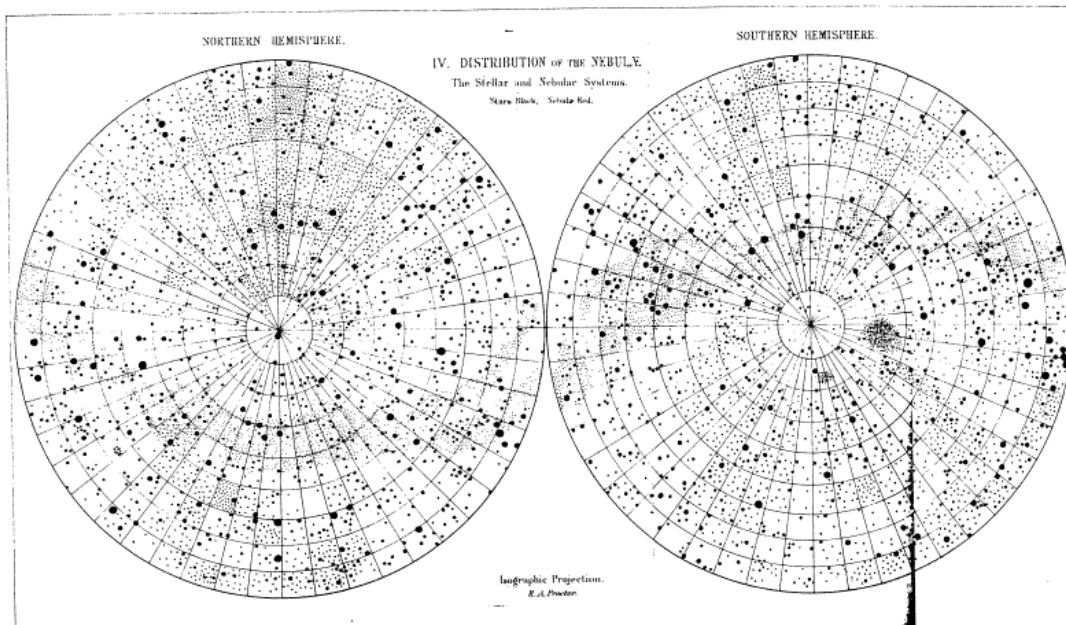 NORTHERN HEMISPHERE.
SOUTHERN HEMISPHERE.
IV. DISTRIBUTION OF THE NEBULÆ.
The Stellar and Nebular Systems.
Stars Black, Nebulæ Red.
Isographic Projection.
R. A. Proctor.